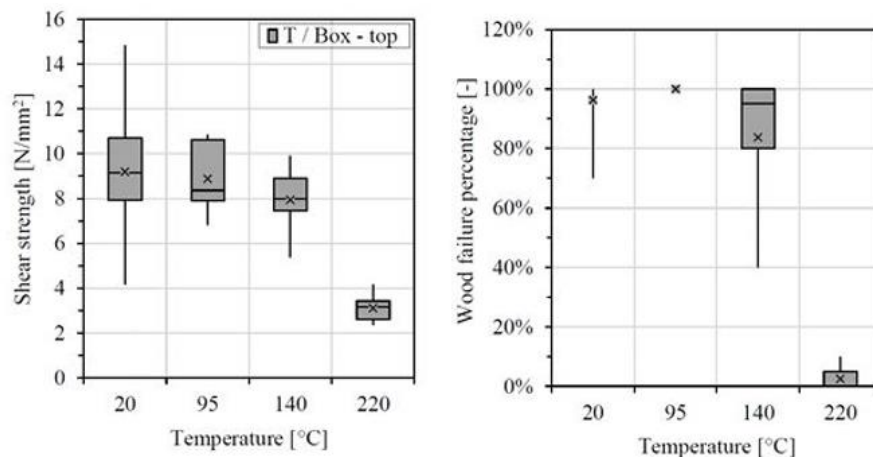 16
14
12
10
8
6
4
2
0
Shear strength [N/mm²]
T / Box - top
20 95 140 220
Temperature [°C]
120%
100%
80%
60%
40%
20%
0%
Wood failure percentage [-]
20 95 140 220
Temperature [°C]